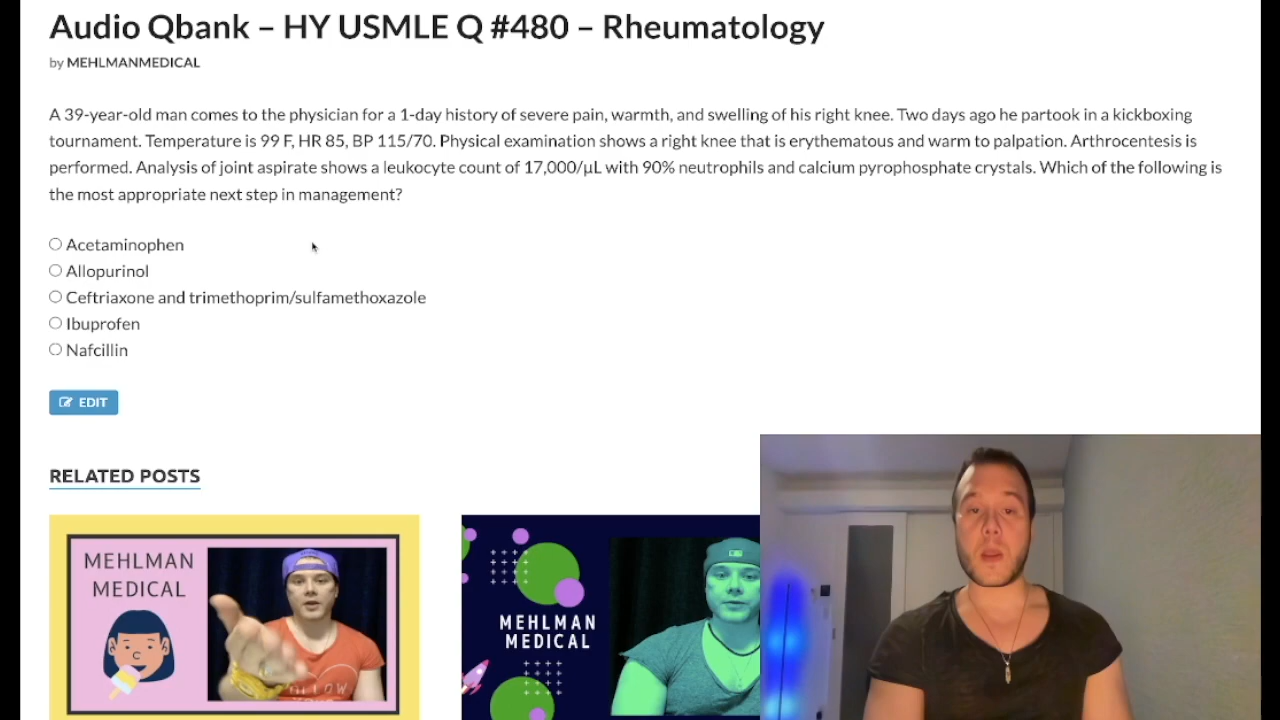 Audio Qbank – HY USMLE Q #480 – Rheumatology
by MEHLMANMEDICAL
A 39-year-old man comes to the physician for a 1-day history of severe pain, warmth, and swelling of his right knee. Two days ago he partook in a kickboxing
tournament. Temperature is 99 F, HR 85, BP 115/70. Physical examination shows a right knee that is erythematous and warm to palpation. Arthrocentesis is
performed. Analysis of joint aspirate shows a leukocyte count of 17,000/μL with 90% neutrophils and calcium pyrophosphate crystals. Which of the following is
the most appropriate next step in management?
Acetaminophen
Allopurinol
Ceftriaxone and trimethoprim/sulfamethoxazole
Ibuprofen
Nafcillin
EDIT
RELATED POSTS
MEHLMAN
MEDICAL
MEHLMAN
MEDICAL